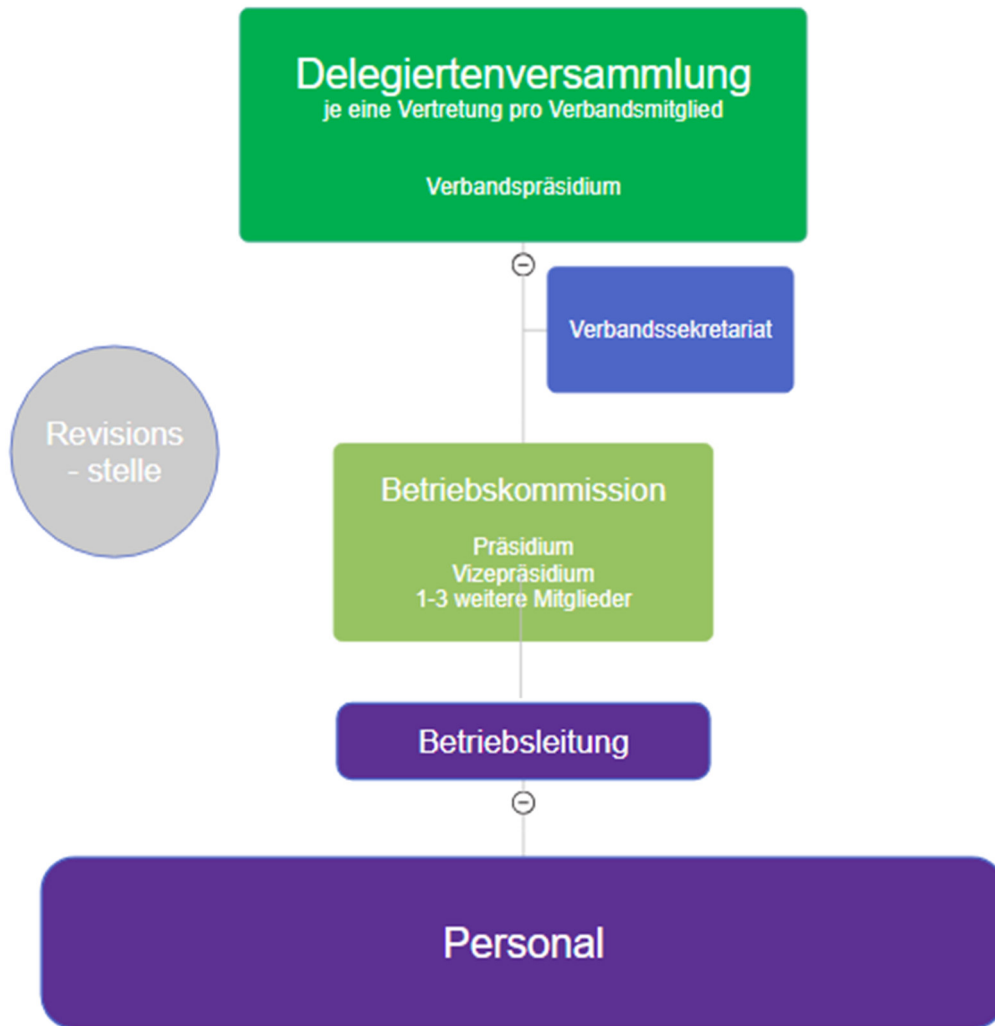 Delegiertenversammlung
je eine Vertretung pro Verbandsmitglied
Verbandspräsidium
Verbandssekretariat
Revisions
- stelle
Betriebskommission
Präsidium
Vizepräsidium
1-3 weitere Mitglieder
Betriebsleitung
Personal